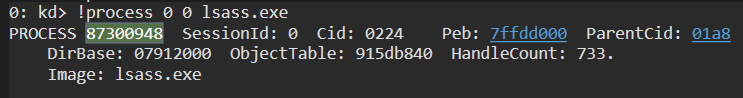 0: kd> !process 0 0 lsass.exe
PROCESS 87300948 SessionId: 0 Cid: 0224 Peb: 7ffdd000 ParentCid: 01a8
DirBase: 07912000 ObjectTable: 915db840 HandleCount: 733.
Image: lsass.exe